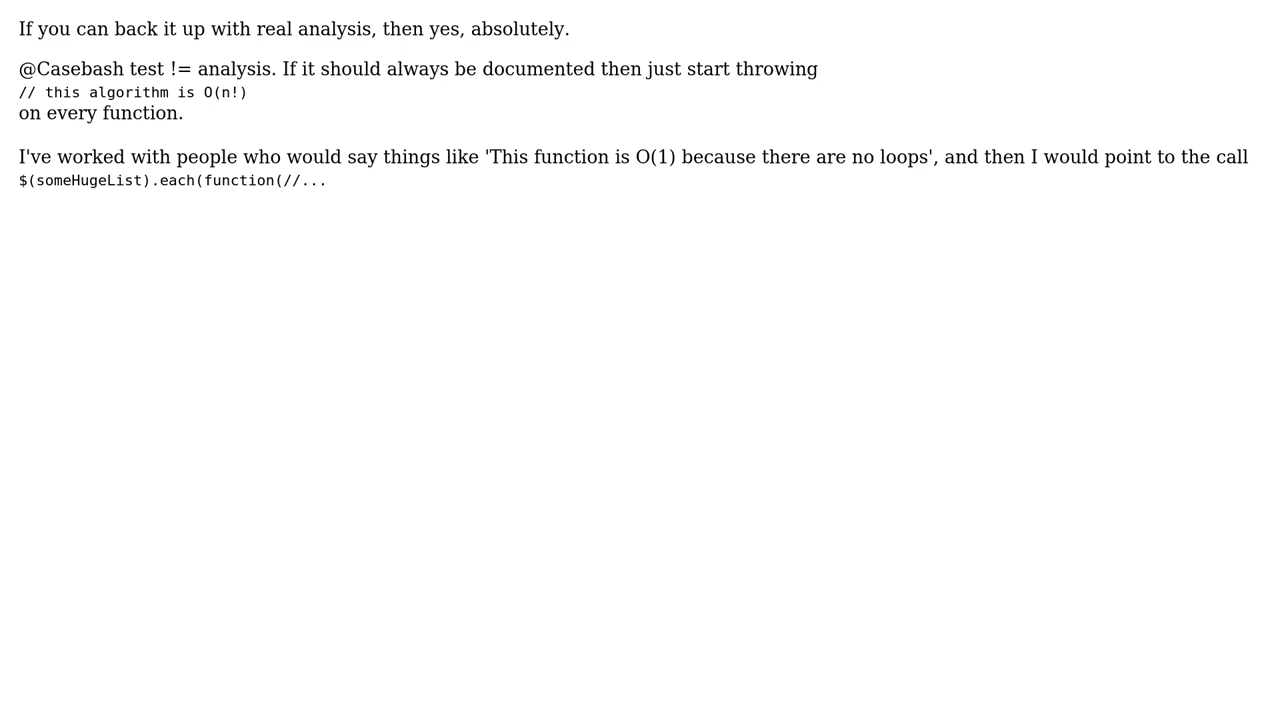 If you can back it up with real analysis, then yes, absolutely.
@Casebash test != analysis. If it should always be documented then just start throwing
// this algorithm is O(n!)
on every function.
I've worked with people who would say things like 'This function is O(1) because there are no loops', and then I would point to the call
$(someHugeList).each(function(//...